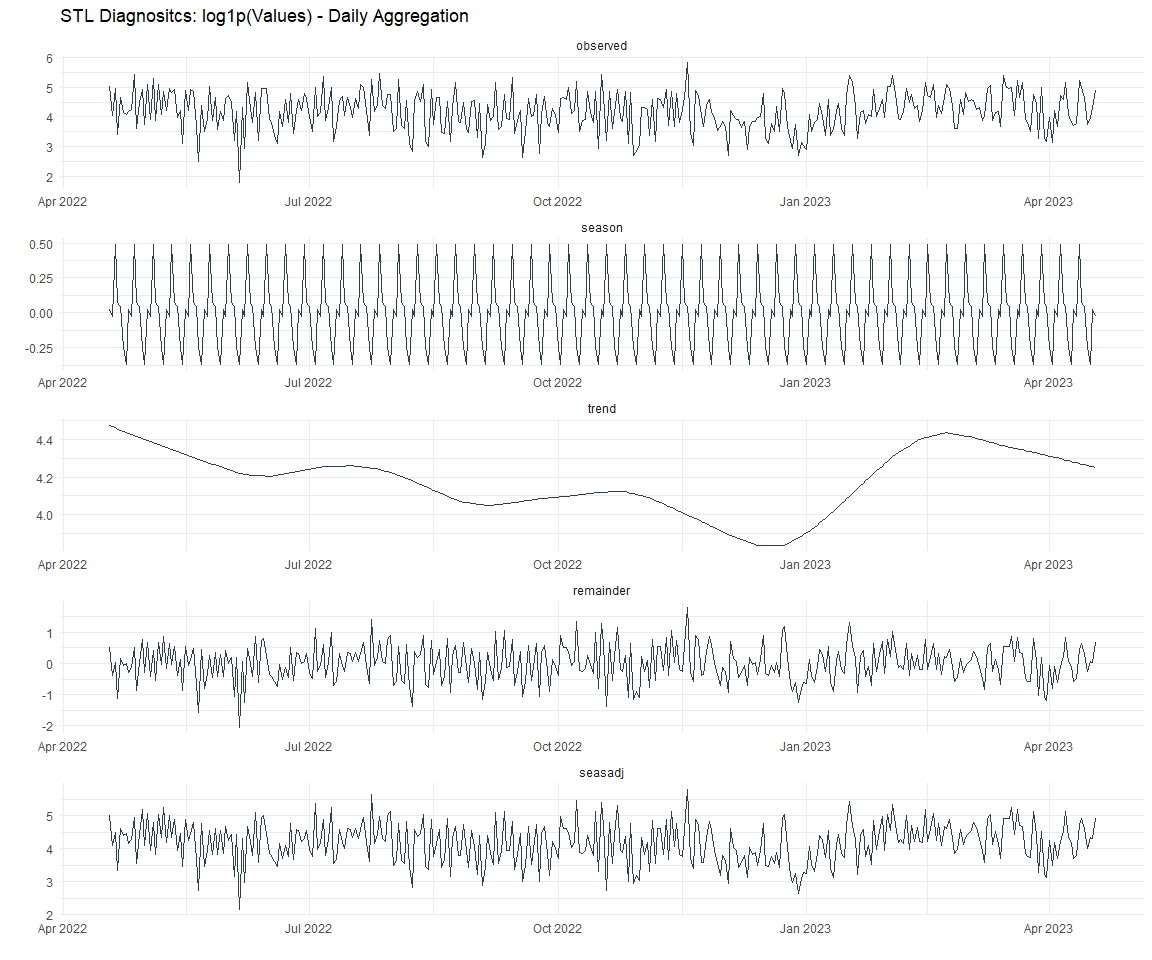 STL Diagnositcs: log1p(Values) - Daily Aggregation
observed
6
5
4
3
2
Apr 2022 Jul 2022 Oct 2022 Jan 2023 Apr 2023
season
0.50
0.25
0.00
-0.25
Apr 2022 Jul 2022 Oct 2022 Jan 2023 Apr 2023
trend
4.4
4.2
4.0
Apr 2022 Jul 2022 Oct 2022 Jan 2023 Apr 2023
remainder
1
0
-1
-2
Apr 2022 Jul 2022 Oct 2022 Jan 2023 Apr 2023
seasadj
5
4
3
2
Apr 2022 Jul 2022 Oct 2022 Jan 2023 Apr 2023